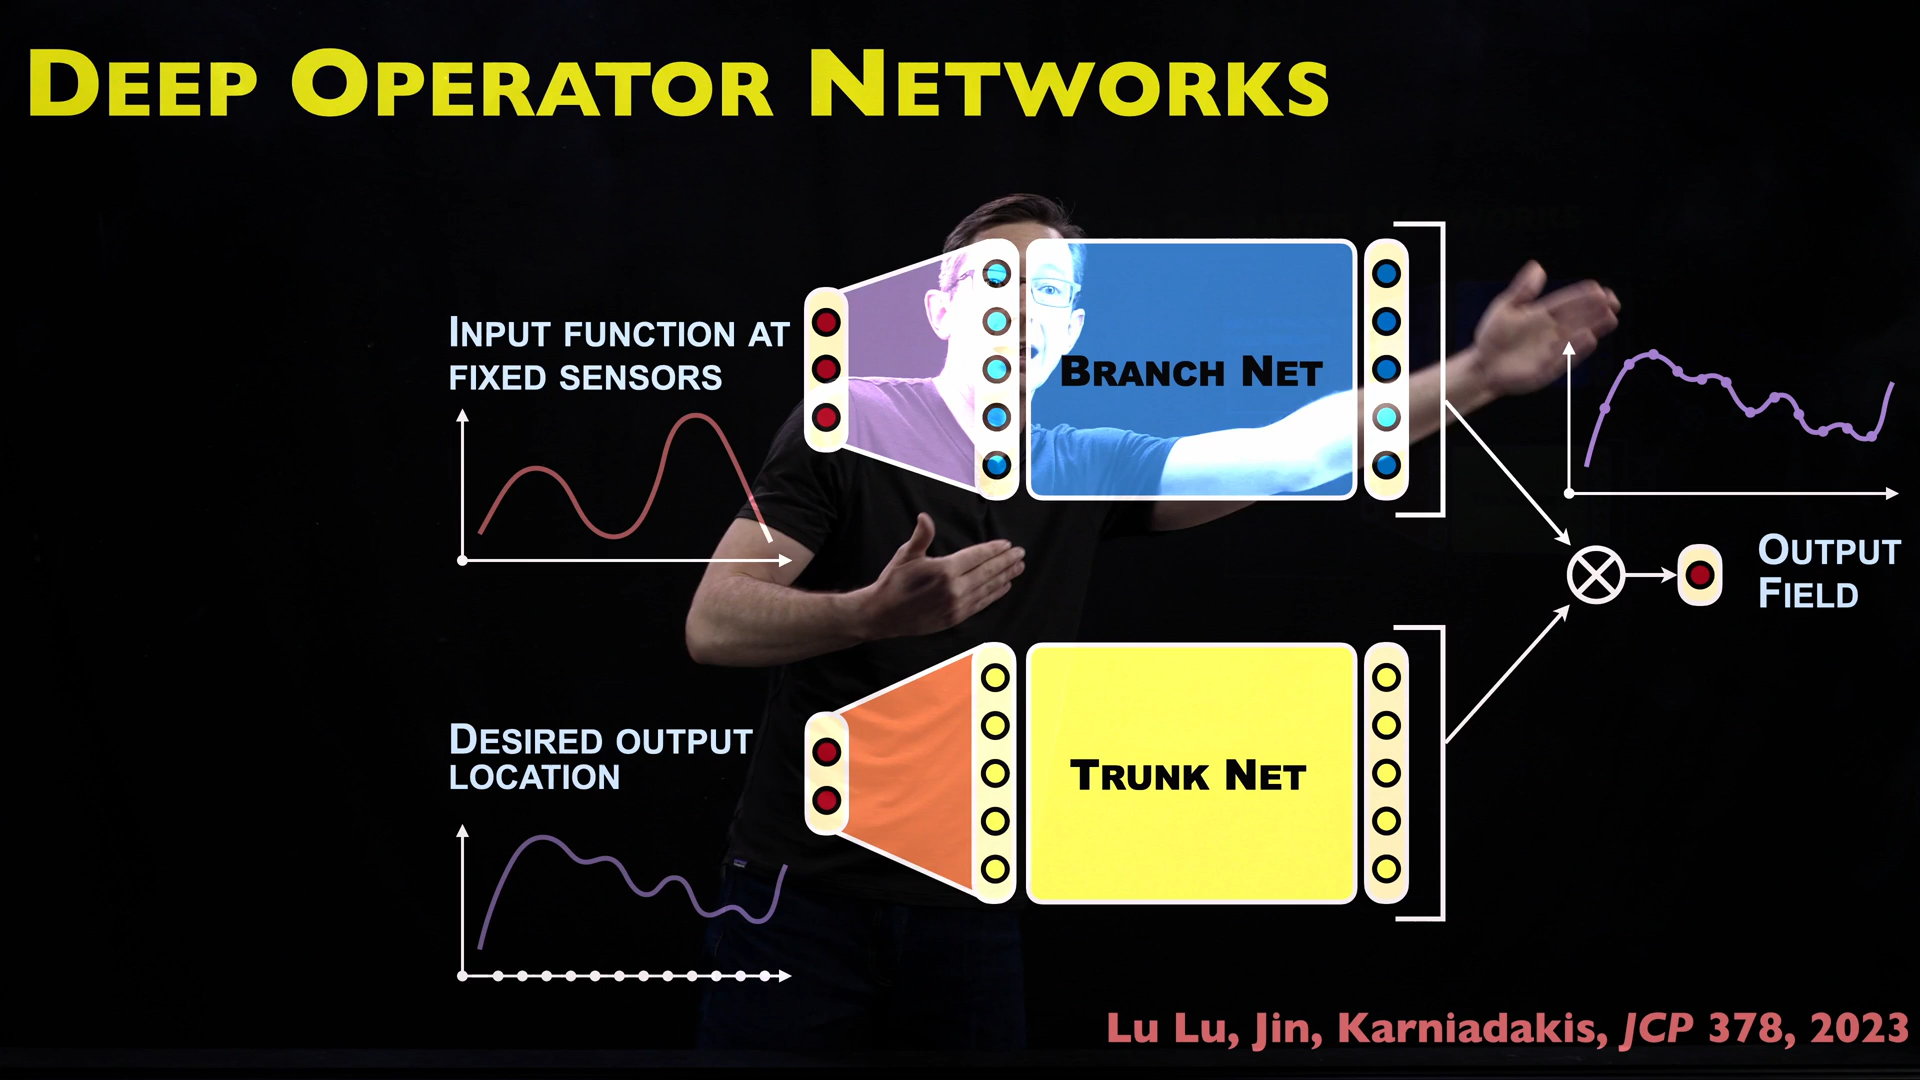 DEEP OPERATOR NETWORKS
INPUT FUNCTION AT
FIXED SENSORS
BRANCH NET
OUTPUT
FIELD
DESIRED OUTPUT
LOCATION
TRUNK NET
Lu Lu, Jin, Karniadakis, JCP 378, 2023